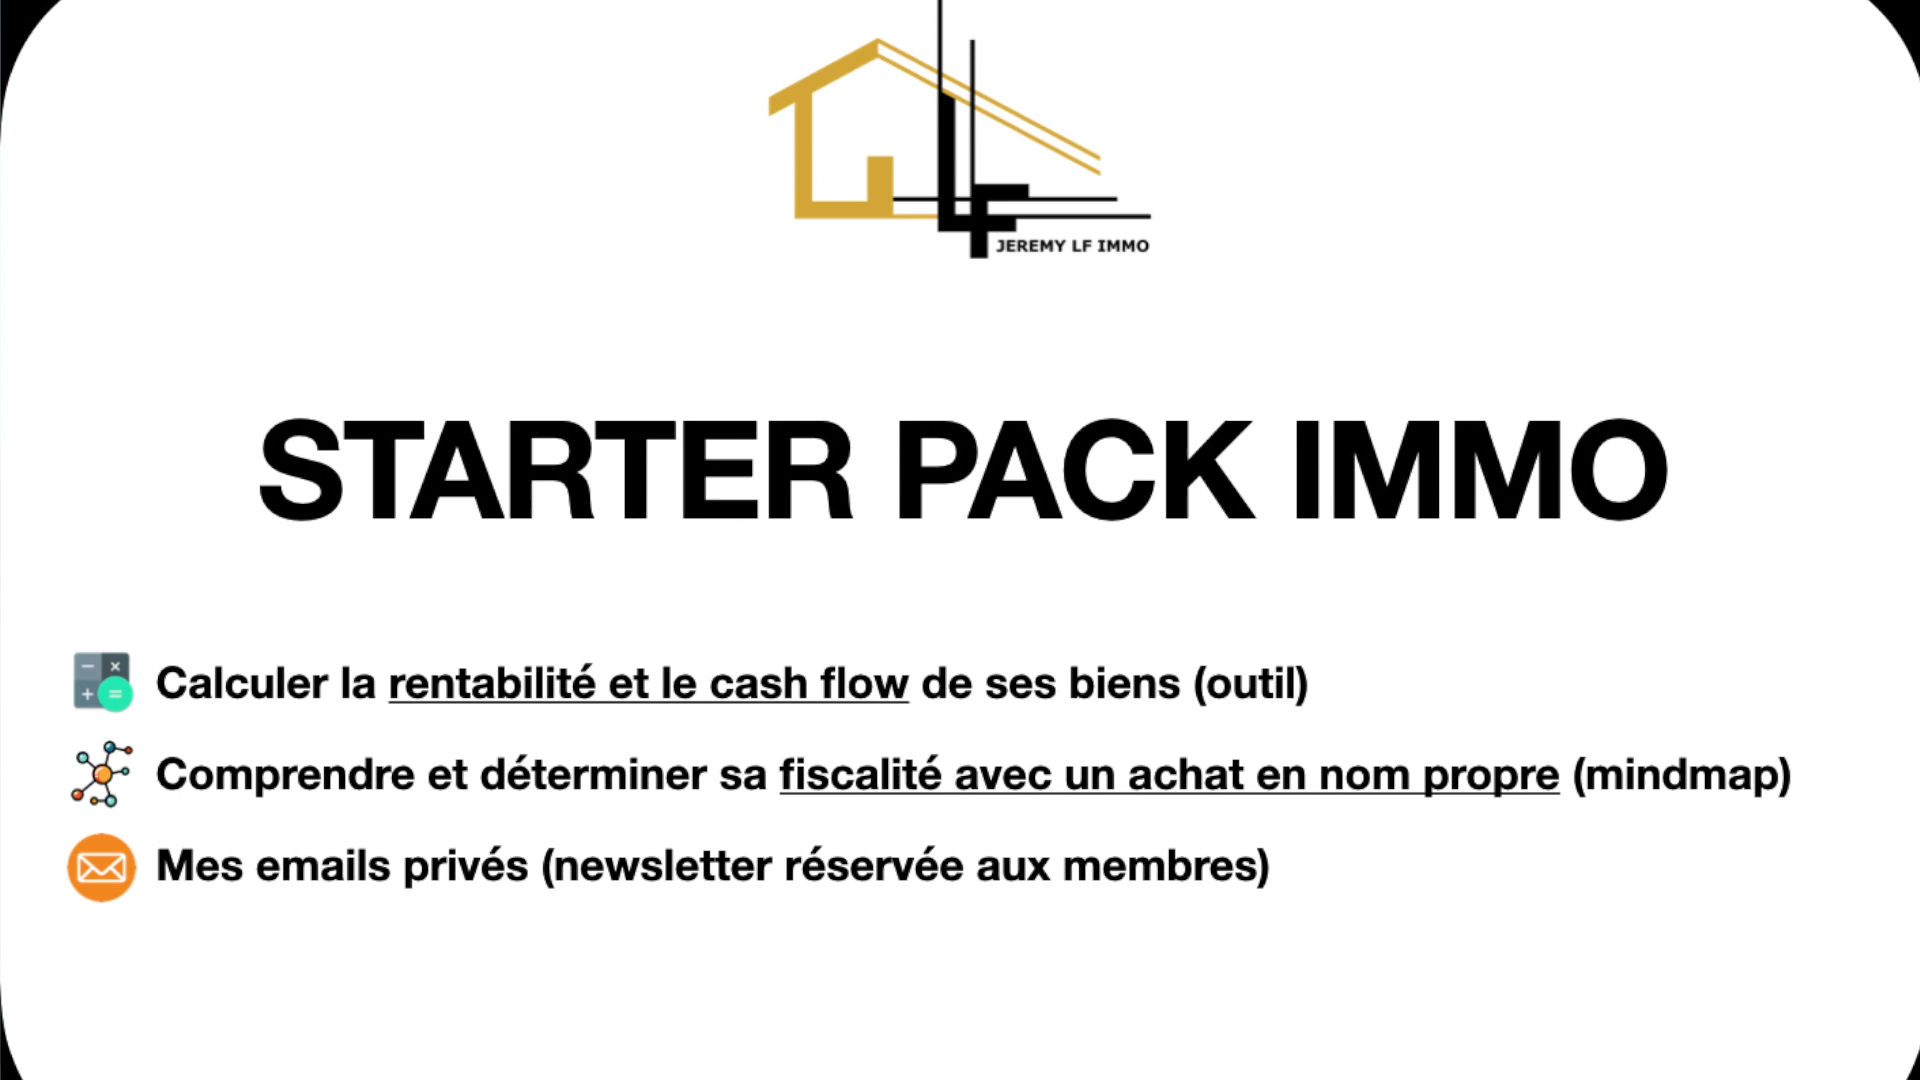 JEREMY LF IMMO
STARTER PACK IMMO
Calculer la rentabilité et le cash flow de ses biens (outil)
Comprendre et déterminer sa fiscalité avec un achat en nom propre (mindmap)
Mes emails privés (newsletter réservée aux membres)